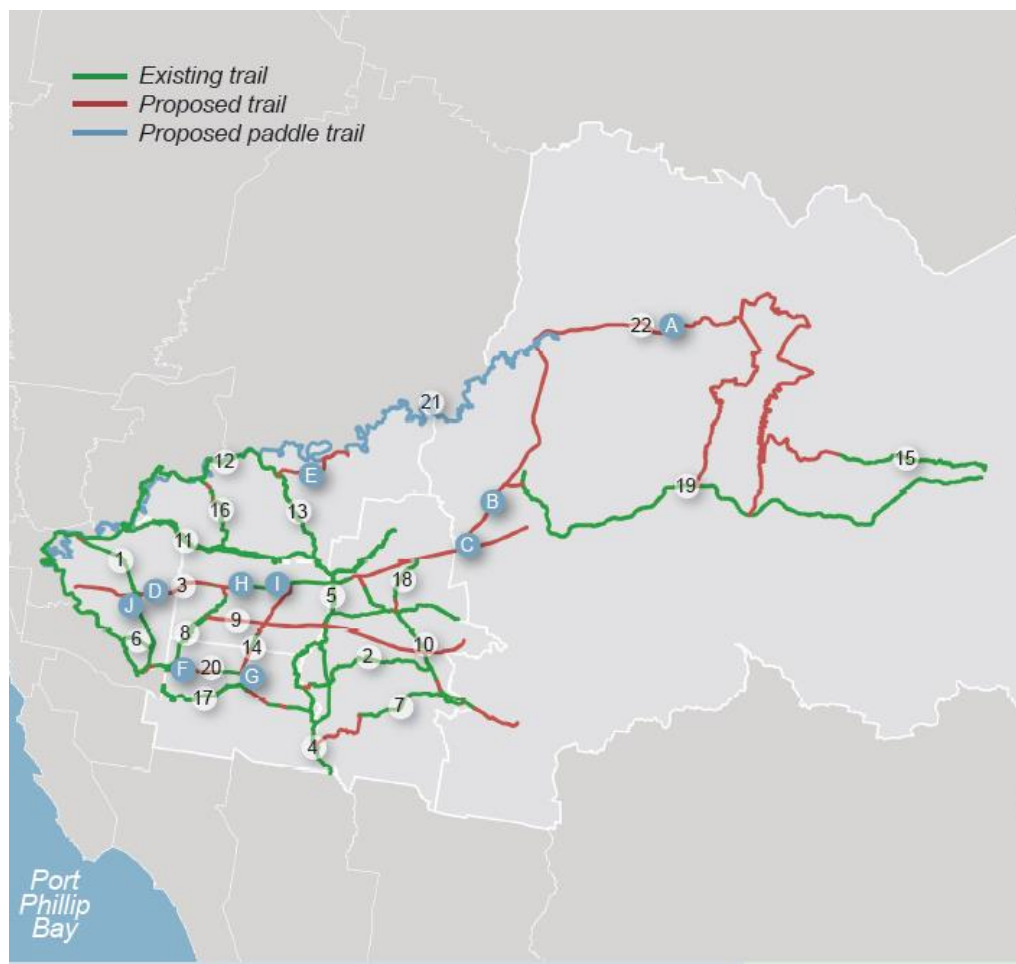 Existing trail
Proposed trail
Proposed paddle trail
22 A
21
12
15
E
19
16
13
B
11
C
1
D
3
H
I
18
J
5
9
6
8
14
10
2
F
20
G
17
7
4
Port
Phillip
Bay